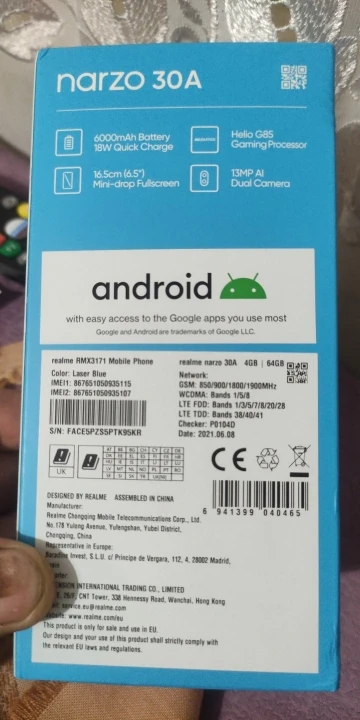 narzo 30A
6000mAh Battery
18W Quick Charge
Helio G85
Gaming Processor
16.5cm (6.5")
Mini-drop Fullscreen
13MP AI
Dual Camera
android
with easy access to the Google apps you use most
Google and Android are trademarks of Google LLC.
realme RMX3171 Mobile Phone
Color: Laser Blue
IMEI1: 867651050935115
IMEI2: 867651050935107
S/N: FACE5PZS5PTK95KR
realme narzo 30A 4GB | 64GB
Network:
GSM: 850/900/1800/1900MHz
WCDMA: Bands 1/5/8
LTE FDD: Bands 1/3/5/7/8/20/28
LTE TDD: Bands 38/40/41
Checker: P0104D
Date: 2021.06.08
CE
6 941399 040465
DESIGNED BY REALME ASSEMBLED IN CHINA
Manufacturer:
Realme Chongqing Mobile Telecommunications Corp., Ltd.
No.178 Yulong Avenue, Yufengshan, Yubei District,
Chongqing, China
Representative in Europe:
Invest, S.L.U. c/ Principe de Vergara, 112, 4, 28002 Madrid,
INTERNATIONAL TRADING CO., LIMITED
CNT Tower, 338 Hennessy Road, Wanchai, Hong Kong
service.eu@realme.com
www.realme.com/eu
This product is only for sale and use in EU.
Our design and your use of this product shall strictly comply with
the relevant EU laws and regulations.